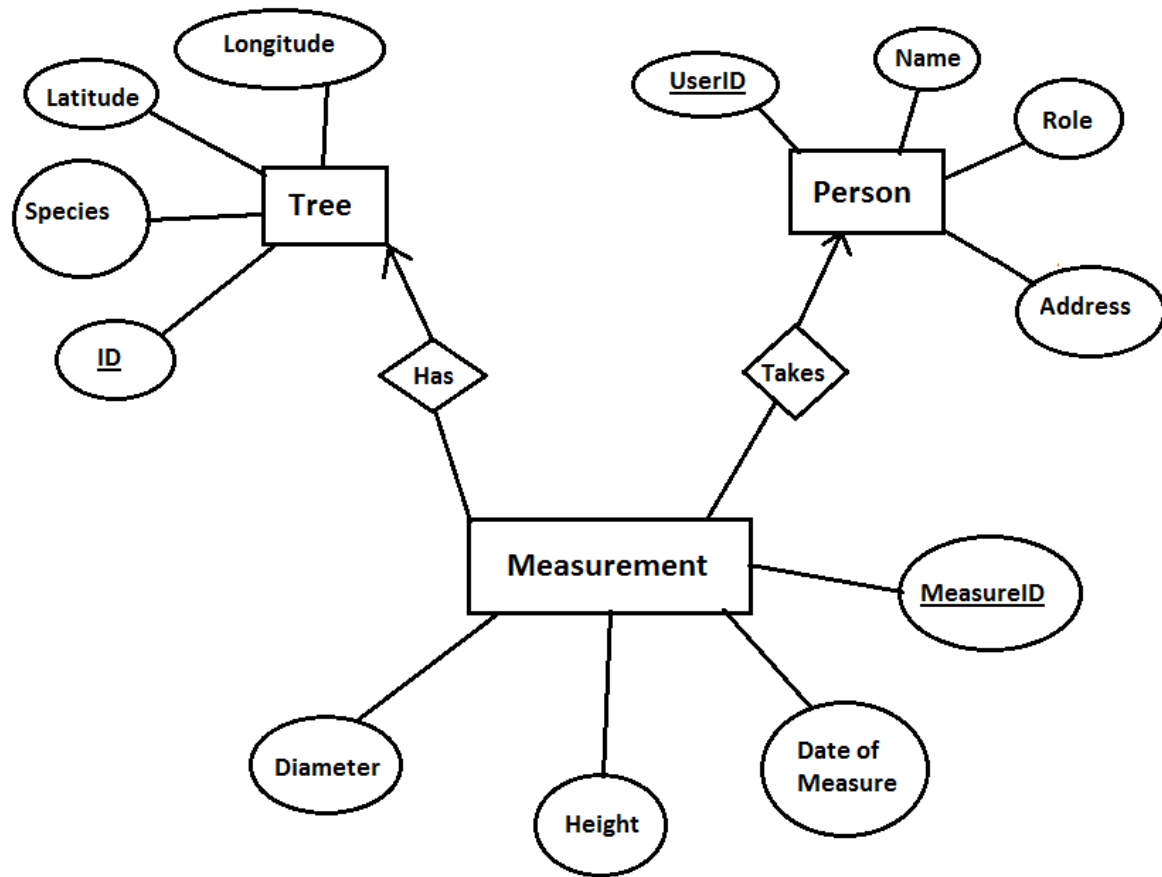 Longitude
Name
UserID
Latitude
Role
Tree
Person
Species
Address
ID
Has
Takes
Measurement
MeasureID
Diameter
Date of
Measure
Height